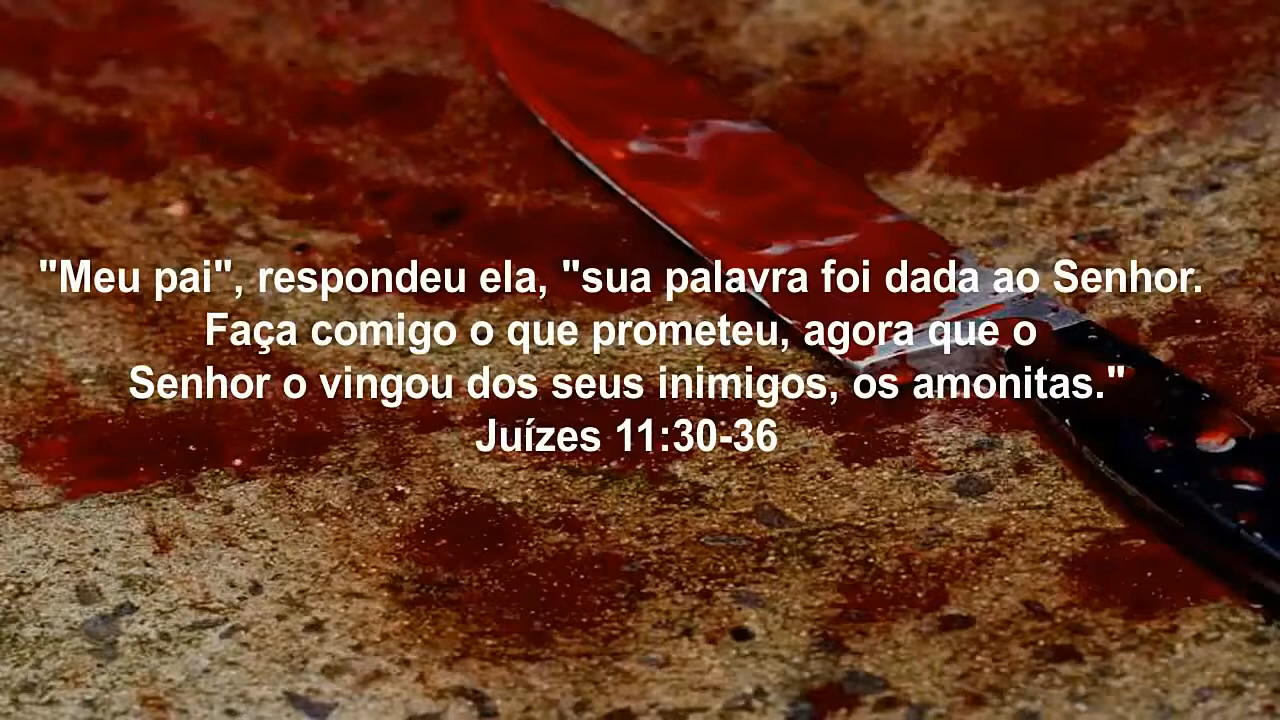 "Meu pai", respondeu ela, "sua palavra foi dada ao Senhor.
Faça comigo o que prometeu, agora que o
Senhor o vingou dos seus inimigos, os amonitas."
Juízes 11:30-36